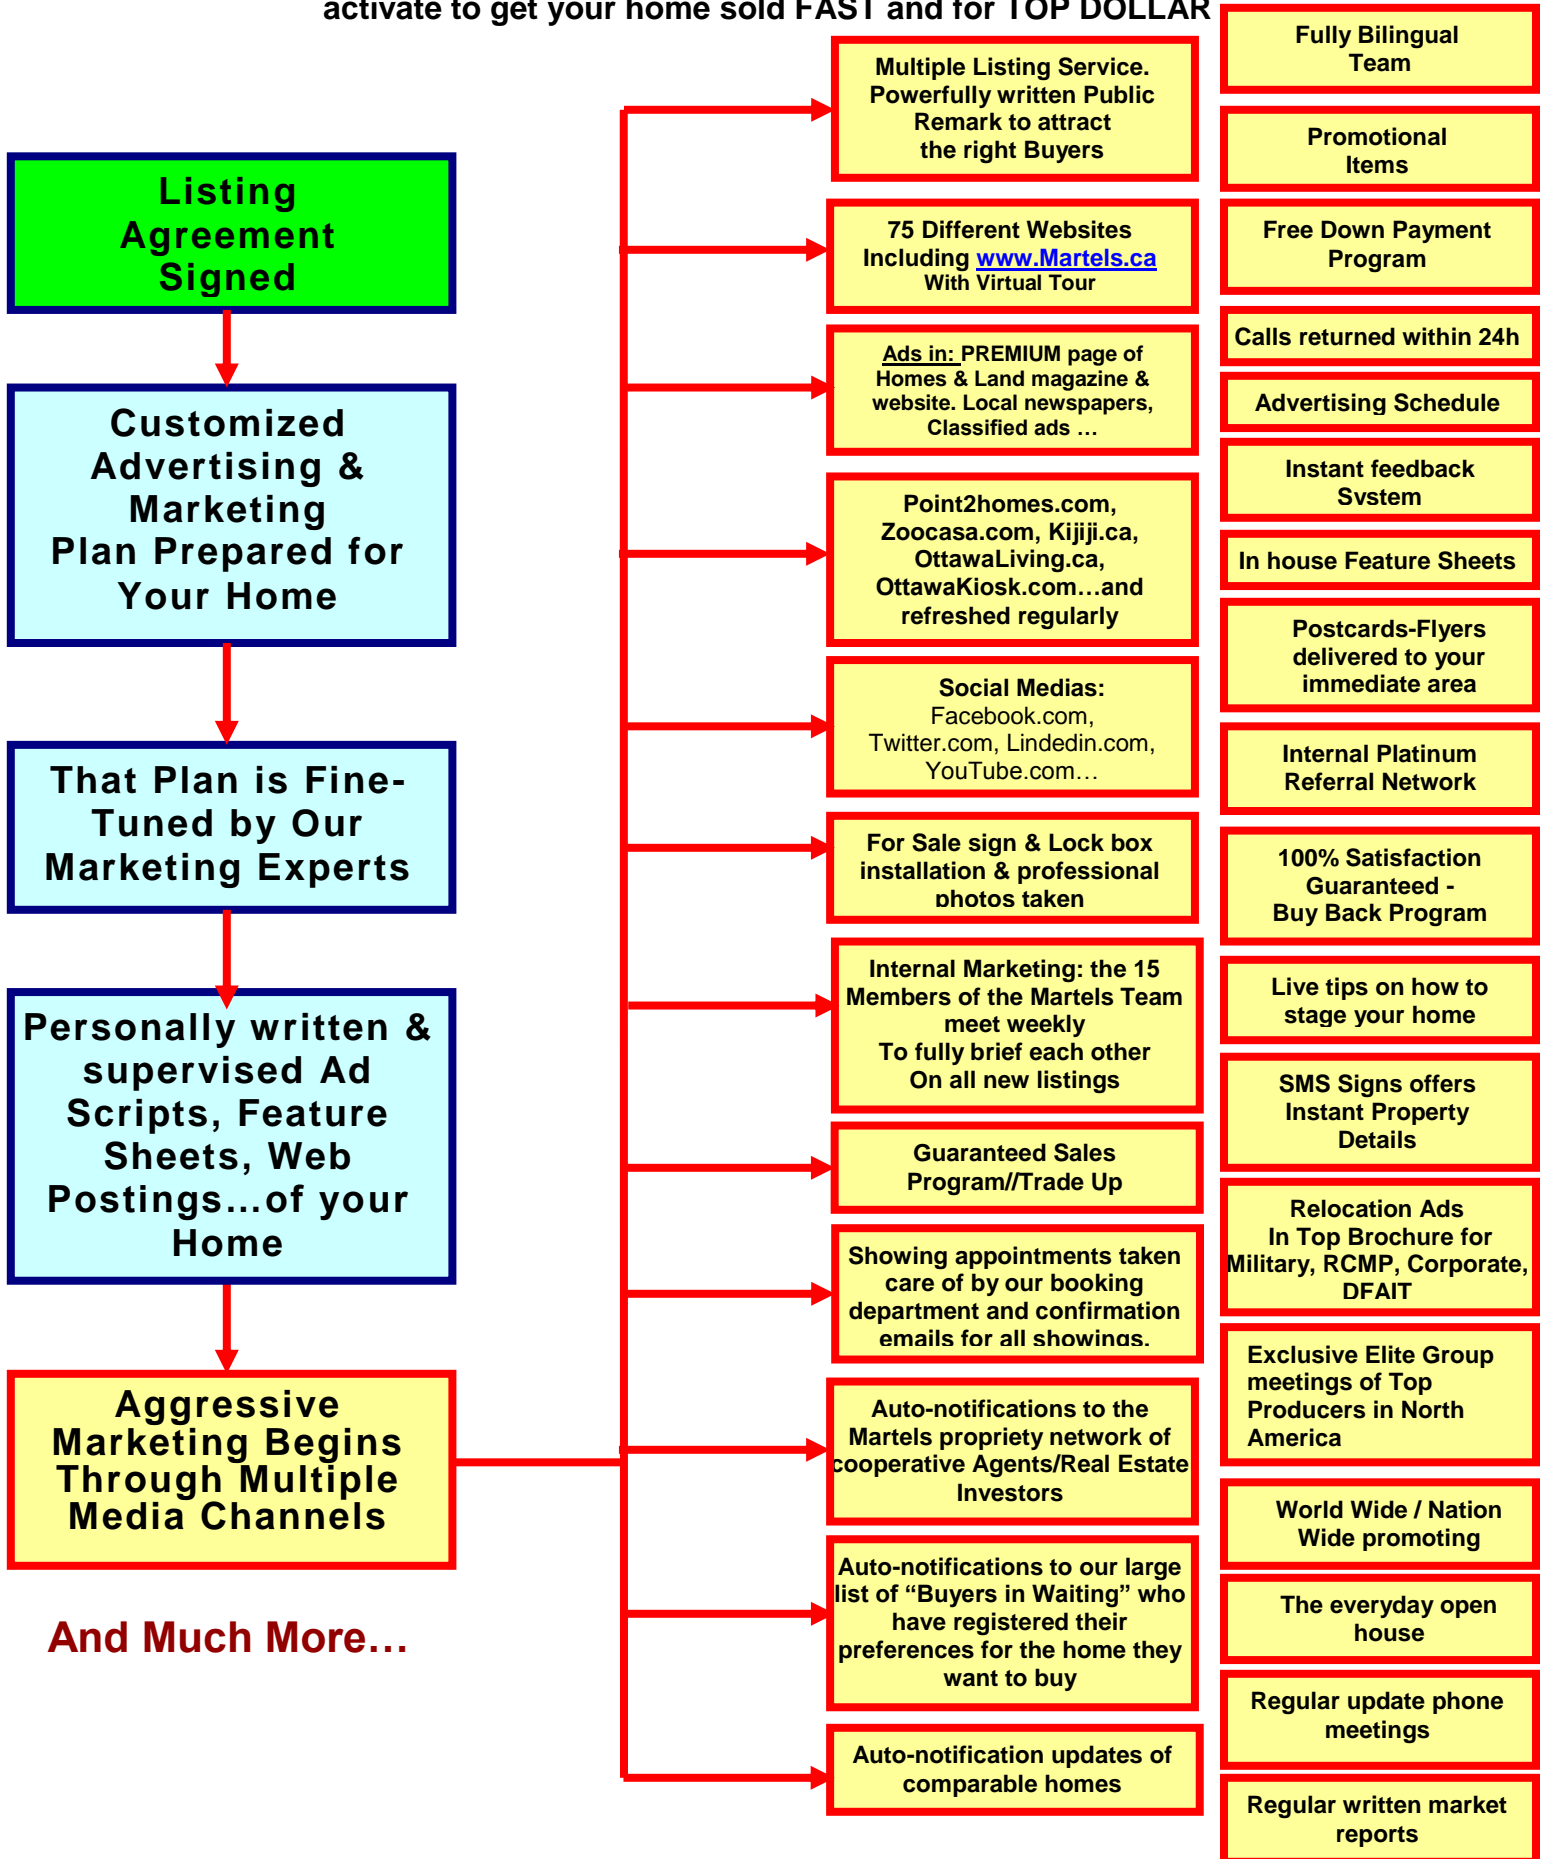 activate to get your home sold FAST and for TOP DOLLAR
Listing
Agreement
Signed
Customized
Advertising &
Marketing
Plan Prepared for
Your Home
That Plan is Fine-
Tuned by Our
Marketing Experts
Personally written &
supervised Ad
Scripts, Feature
Sheets, Web
Postings…of your
Home
Aggressive
Marketing Begins
Through Multiple
Media Channels
And Much More…
Multiple Listing Service.
Powerfully written Public
Remark to attract
the right Buyers
75 Different Websites
Including www.Martels.ca
With Virtual Tour
Ads in: PREMIUM page of
Homes & Land magazine &
website. Local newspapers,
Classified ads …
Point2homes.com,
Zoocasa.com, Kijiji.ca,
OttawaLiving.ca,
OttawaKiosk.com…and
refreshed regularly
Social Medias:
Facebook.com,
Twitter.com, Lindedin.com,
YouTube.com…
For Sale sign & Lock box
installation & professional
photos taken
Internal Marketing: the 15
Members of the Martels Team
meet weekly
To fully brief each other
On all new listings
Guaranteed Sales
Program//Trade Up
Showing appointments taken
care of by our booking
department and confirmation
emails for all showings.
Auto-notifications to the
Martels propriety network of
cooperative Agents/Real Estate
Investors
Auto-notifications to our large
list of “Buyers in Waiting” who
have registered their
preferences for the home they
want to buy
Auto-notification updates of
comparable homes
Fully Bilingual
Team
Promotional
Items
Free Down Payment
Program
Calls returned within 24h
Advertising Schedule
Instant feedback
System
In house Feature Sheets
Postcards-Flyers
delivered to your
immediate area
Internal Platinum
Referral Network
100% Satisfaction
Guaranteed -
Buy Back Program
Live tips on how to
stage your home
SMS Signs offers
Instant Property
Details
Relocation Ads
In Top Brochure for
Military, RCMP, Corporate,
DFAIT
Exclusive Elite Group
meetings of Top
Producers in North
America
World Wide / Nation
Wide promoting
The everyday open
house
Regular update phone
meetings
Regular written market
reports